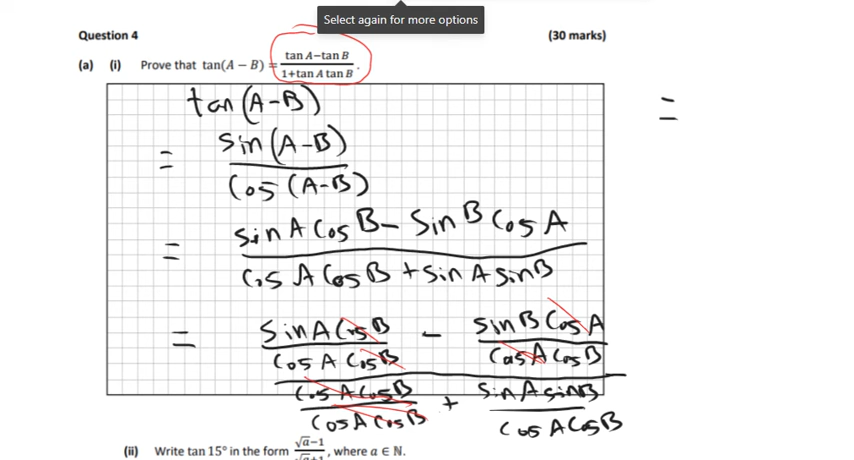 Select again for more options
Question 4 (30 marks)
(a) (i) Prove that tan(A − B) = (tan A−tan B)/(1+tan A tan B).
tan(A-B) =
= Sin(A-B)/Cos(A-B)
= (Sin A Cos B - Sin B Cos A)/(Cos A Cos B + Sin A Sin B)
= ((Sin A Cos B)/(Cos A Cos B) - (Sin B Cos A)/(Cos A Cos B))/((Cos A Cos B)/(Cos A Cos B) + (Sin A Sin B)/(Cos A Cos B))
(ii) Write tan 15° in the form (√a−1)/(√a+1), where a ∈ N.